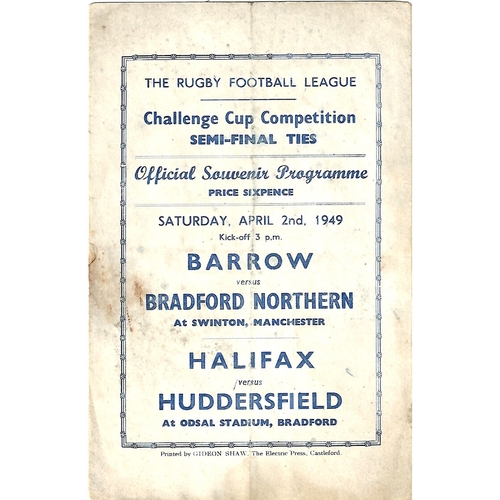 THE RUGBY FOOTBALL LEAGUE
Challenge Cup Competition
SEMI-FINAL TIES
Official Souvenir Programme
PRICE SIXPENCE
SATURDAY, APRIL 2nd, 1949
Kick-off 3 p.m.
BARROW
versus
BRADFORD NORTHERN
At SWINTON, MANCHESTER
HALIFAX
versus
HUDDERSFIELD
At ODSAL STADIUM, BRADFORD
Printed by GIDEON SHAW, The Electric Press, Castleford.